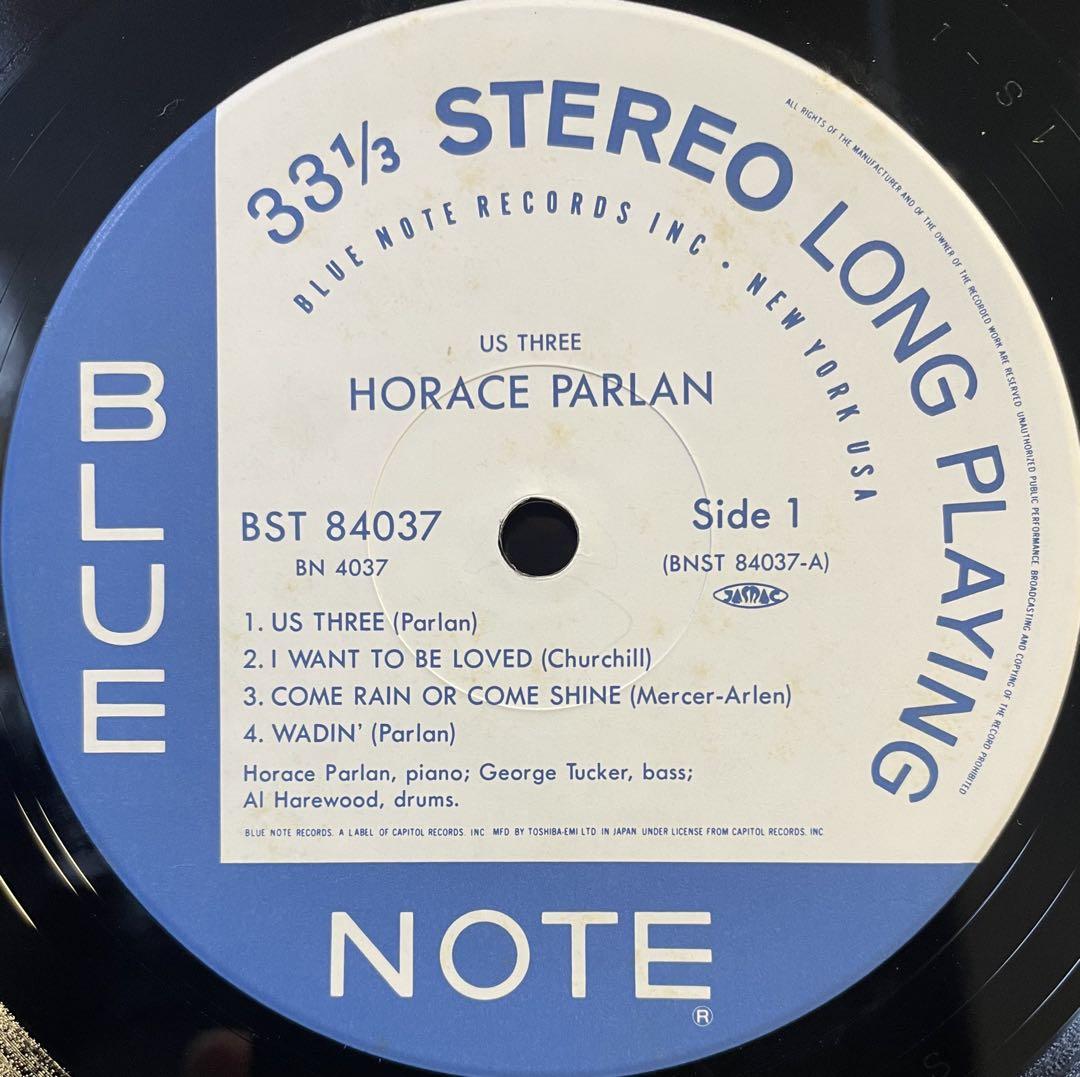 33 1/3 STEREO LONG PLAYING
BLUE NOTE RECORDS INC · NEW YORK USA
ALL RIGHTS OF THE MANUFACTURER AND OF THE OWNER OF THE RECORDED WORK ARE RESERVED. UNAUTHORIZED PUBLIC PERFORMANCE BROADCASTING AND COPYING OF THE RECORD PROHIBITED
US THREE
HORACE PARLAN
BST 84037
BN 4037
Side 1
(BNST 84037-A)
JASRAC
1. US THREE (Parlan)
2. I WANT TO BE LOVED (Churchill)
3. COME RAIN OR COME SHINE (Mercer-Arlen)
4. WADIN' (Parlan)
Horace Parlan, piano; George Tucker, bass;
Al Harewood, drums.
BLUE NOTE RECORDS. A LABEL OF CAPITOL RECORDS. INC. MFD BY TOSHIBA-EMI LTD. IN JAPAN. UNDER LICENSE FROM CAPITOL RECORDS. INC
BLUE
NOTE ®